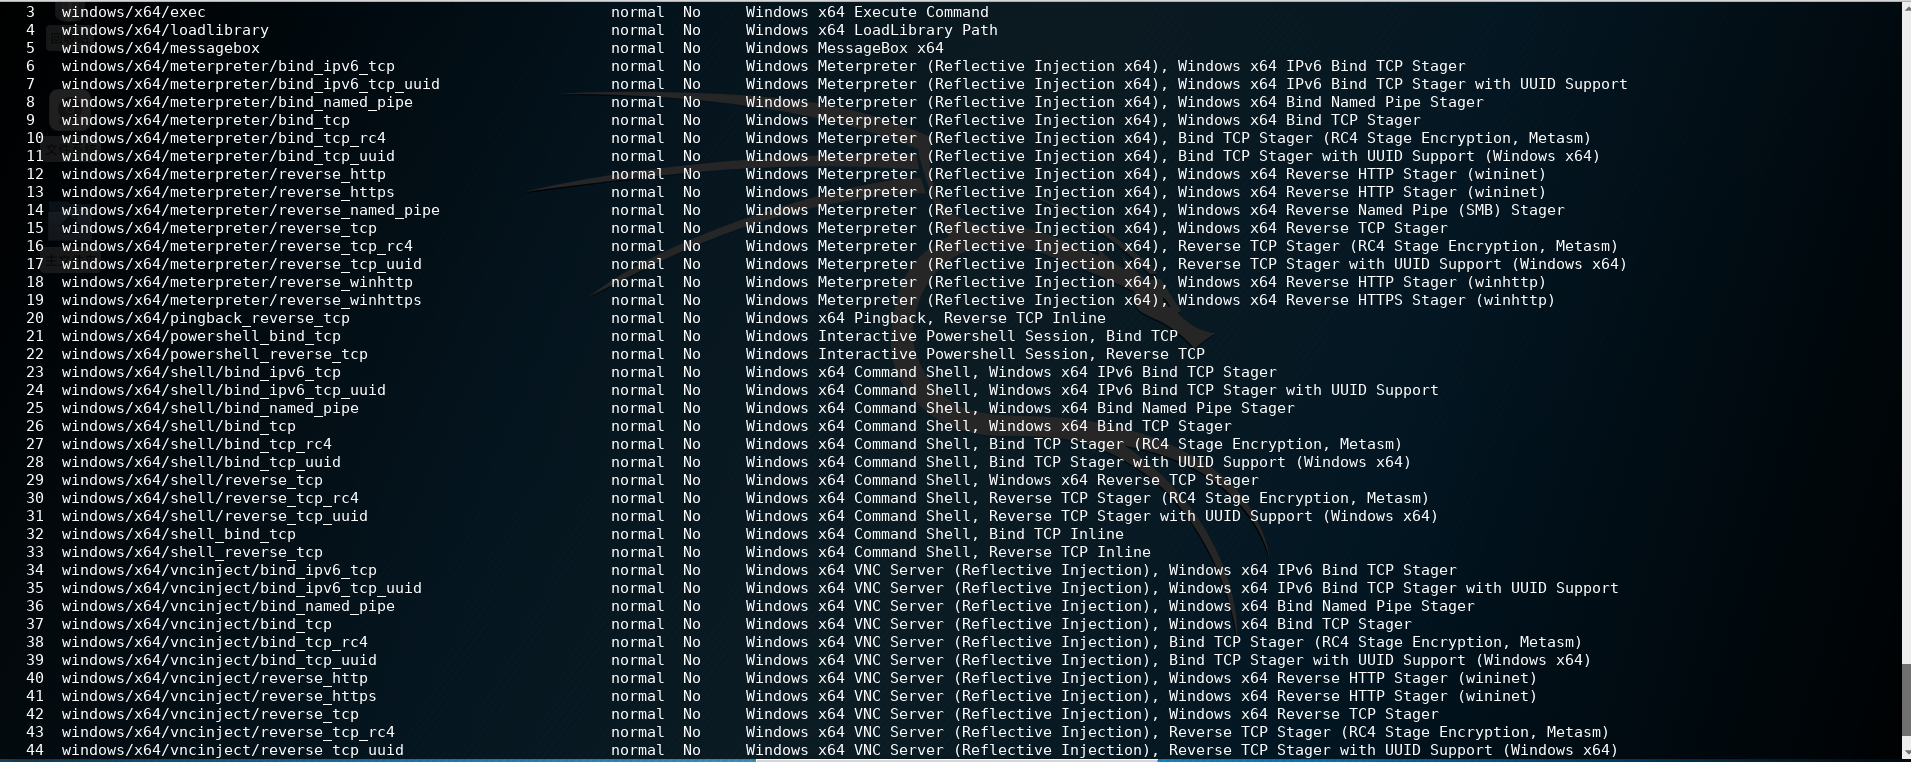 3 windows/x64/exec normal No Windows x64 Execute Command
4 windows/x64/loadlibrary normal No Windows x64 LoadLibrary Path
5 windows/x64/messagebox normal No Windows MessageBox x64
6 windows/x64/meterpreter/bind_ipv6_tcp normal No Windows Meterpreter (Reflective Injection x64), Windows x64 IPv6 Bind TCP Stager
7 windows/x64/meterpreter/bind_ipv6_tcp_uuid normal No Windows Meterpreter (Reflective Injection x64), Windows x64 IPv6 Bind TCP Stager with UUID Support
8 windows/x64/meterpreter/bind_named_pipe normal No Windows Meterpreter (Reflective Injection x64), Windows x64 Bind Named Pipe Stager
9 windows/x64/meterpreter/bind_tcp normal No Windows Meterpreter (Reflective Injection x64), Windows x64 Bind TCP Stager
10 windows/x64/meterpreter/bind_tcp_rc4 normal No Windows Meterpreter (Reflective Injection x64), Bind TCP Stager (RC4 Stage Encryption, Metasm)
11 windows/x64/meterpreter/bind_tcp_uuid normal No Windows Meterpreter (Reflective Injection x64), Bind TCP Stager with UUID Support (Windows x64)
12 windows/x64/meterpreter/reverse_http normal No Windows Meterpreter (Reflective Injection x64), Windows x64 Reverse HTTP Stager (wininet)
13 windows/x64/meterpreter/reverse_https normal No Windows Meterpreter (Reflective Injection x64), Windows x64 Reverse HTTP Stager (wininet)
14 windows/x64/meterpreter/reverse_named_pipe normal No Windows Meterpreter (Reflective Injection x64), Windows x64 Reverse Named Pipe (SMB) Stager
15 windows/x64/meterpreter/reverse_tcp normal No Windows Meterpreter (Reflective Injection x64), Windows x64 Reverse TCP Stager
16 windows/x64/meterpreter/reverse_tcp_rc4 normal No Windows Meterpreter (Reflective Injection x64), Reverse TCP Stager (RC4 Stage Encryption, Metasm)
17 windows/x64/meterpreter/reverse_tcp_uuid normal No Windows Meterpreter (Reflective Injection x64), Reverse TCP Stager with UUID Support (Windows x64)
18 windows/x64/meterpreter/reverse_winhttp normal No Windows Meterpreter (Reflective Injection x64), Windows x64 Reverse HTTP Stager (winhttp)
19 windows/x64/meterpreter/reverse_winhttps normal No Windows Meterpreter (Reflective Injection x64), Windows x64 Reverse HTTPS Stager (winhttp)
20 windows/x64/pingback_reverse_tcp normal No Windows x64 Pingback, Reverse TCP Inline
21 windows/x64/powershell_bind_tcp normal No Windows Interactive Powershell Session, Bind TCP
22 windows/x64/powershell_reverse_tcp normal No Windows Interactive Powershell Session, Reverse TCP
23 windows/x64/shell/bind_ipv6_tcp normal No Windows x64 Command Shell, Windows x64 IPv6 Bind TCP Stager
24 windows/x64/shell/bind_ipv6_tcp_uuid normal No Windows x64 Command Shell, Windows x64 IPv6 Bind TCP Stager with UUID Support
25 windows/x64/shell/bind_named_pipe normal No Windows x64 Command Shell, Windows x64 Bind Named Pipe Stager
26 windows/x64/shell/bind_tcp normal No Windows x64 Command Shell, Windows x64 Bind TCP Stager
27 windows/x64/shell/bind_tcp_rc4 normal No Windows x64 Command Shell, Bind TCP Stager (RC4 Stage Encryption, Metasm)
28 windows/x64/shell/bind_tcp_uuid normal No Windows x64 Command Shell, Bind TCP Stager with UUID Support (Windows x64)
29 windows/x64/shell/reverse_tcp normal No Windows x64 Command Shell, Windows x64 Reverse TCP Stager
30 windows/x64/shell/reverse_tcp_rc4 normal No Windows x64 Command Shell, Reverse TCP Stager (RC4 Stage Encryption, Metasm)
31 windows/x64/shell/reverse_tcp_uuid normal No Windows x64 Command Shell, Reverse TCP Stager with UUID Support (Windows x64)
32 windows/x64/shell_bind_tcp normal No Windows x64 Command Shell, Bind TCP Inline
33 windows/x64/shell_reverse_tcp normal No Windows x64 Command Shell, Reverse TCP Inline
34 windows/x64/vncinject/bind_ipv6_tcp normal No Windows x64 VNC Server (Reflective Injection), Windows x64 IPv6 Bind TCP Stager
35 windows/x64/vncinject/bind_ipv6_tcp_uuid normal No Windows x64 VNC Server (Reflective Injection), Windows x64 IPv6 Bind TCP Stager with UUID Support
36 windows/x64/vncinject/bind_named_pipe normal No Windows x64 VNC Server (Reflective Injection), Windows x64 Bind Named Pipe Stager
37 windows/x64/vncinject/bind_tcp normal No Windows x64 VNC Server (Reflective Injection), Windows x64 Bind TCP Stager
38 windows/x64/vncinject/bind_tcp_rc4 normal No Windows x64 VNC Server (Reflective Injection), Bind TCP Stager (RC4 Stage Encryption, Metasm)
39 windows/x64/vncinject/bind_tcp_uuid normal No Windows x64 VNC Server (Reflective Injection), Bind TCP Stager with UUID Support (Windows x64)
40 windows/x64/vncinject/reverse_http normal No Windows x64 VNC Server (Reflective Injection), Windows x64 Reverse HTTP Stager (wininet)
41 windows/x64/vncinject/reverse_https normal No Windows x64 VNC Server (Reflective Injection), Windows x64 Reverse HTTP Stager (wininet)
42 windows/x64/vncinject/reverse_tcp normal No Windows x64 VNC Server (Reflective Injection), Windows x64 Reverse TCP Stager
43 windows/x64/vncinject/reverse_tcp_rc4 normal No Windows x64 VNC Server (Reflective Injection), Reverse TCP Stager (RC4 Stage Encryption, Metasm)
44 windows/x64/vncinject/reverse_tcp_uuid normal No Windows x64 VNC Server (Reflective Injection), Reverse TCP Stager with UUID Support (Windows x64)